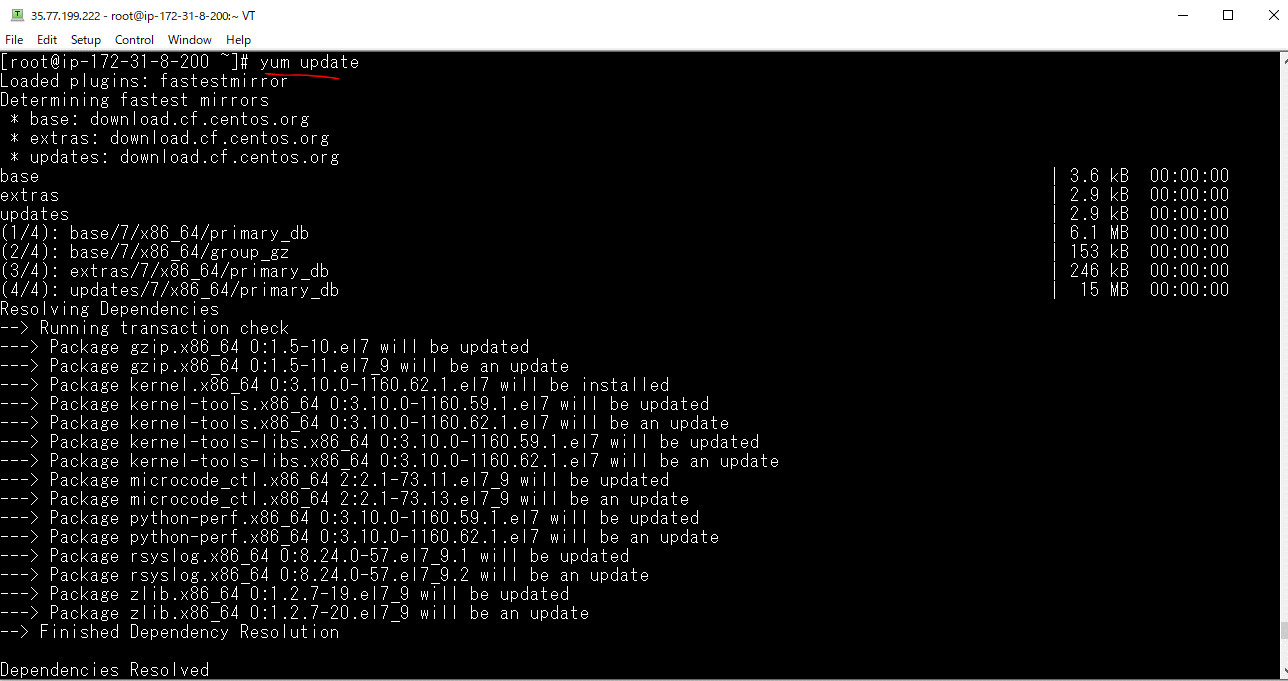 35.77.199.222 - root@ip-172-31-8-200:~ VT
File Edit Setup Control Window Help
[root@ip-172-31-8-200 ~]# yum update
Loaded plugins: fastestmirror
Determining fastest mirrors
 * base: download.cf.centos.org
 * extras: download.cf.centos.org
 * updates: download.cf.centos.org
base | 3.6 kB 00:00:00
extras | 2.9 kB 00:00:00
updates | 2.9 kB 00:00:00
(1/4): base/7/x86_64/primary_db | 6.1 MB 00:00:00
(2/4): base/7/x86_64/group_gz | 153 kB 00:00:00
(3/4): extras/7/x86_64/primary_db | 246 kB 00:00:00
(4/4): updates/7/x86_64/primary_db | 15 MB 00:00:00
Resolving Dependencies
--> Running transaction check
---> Package gzip.x86_64 0:1.5-10.el7 will be updated
---> Package gzip.x86_64 0:1.5-11.el7_9 will be an update
---> Package kernel.x86_64 0:3.10.0-1160.62.1.el7 will be installed
---> Package kernel-tools.x86_64 0:3.10.0-1160.59.1.el7 will be updated
---> Package kernel-tools.x86_64 0:3.10.0-1160.62.1.el7 will be an update
---> Package kernel-tools-libs.x86_64 0:3.10.0-1160.59.1.el7 will be updated
---> Package kernel-tools-libs.x86_64 0:3.10.0-1160.62.1.el7 will be an update
---> Package microcode_ctl.x86_64 2:2.1-73.11.el7_9 will be updated
---> Package microcode_ctl.x86_64 2:2.1-73.13.el7_9 will be an update
---> Package python-perf.x86_64 0:3.10.0-1160.59.1.el7 will be updated
---> Package python-perf.x86_64 0:3.10.0-1160.62.1.el7 will be an update
---> Package rsyslog.x86_64 0:8.24.0-57.el7_9.1 will be updated
---> Package rsyslog.x86_64 0:8.24.0-57.el7_9.2 will be an update
---> Package zlib.x86_64 0:1.2.7-19.el7_9 will be updated
---> Package zlib.x86_64 0:1.2.7-20.el7_9 will be an update
--> Finished Dependency Resolution
Dependencies Resolved